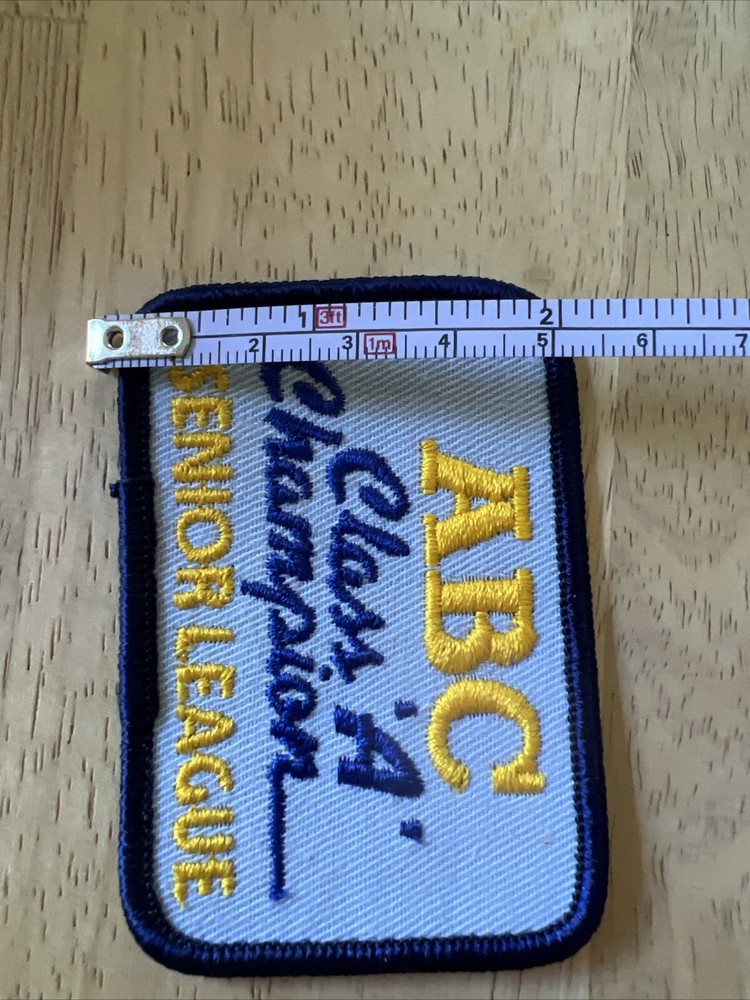 1 3ft 2
2 3 1m 4 5 6 7
ABC
Class "A"
Champion
SENIOR LEAGUE